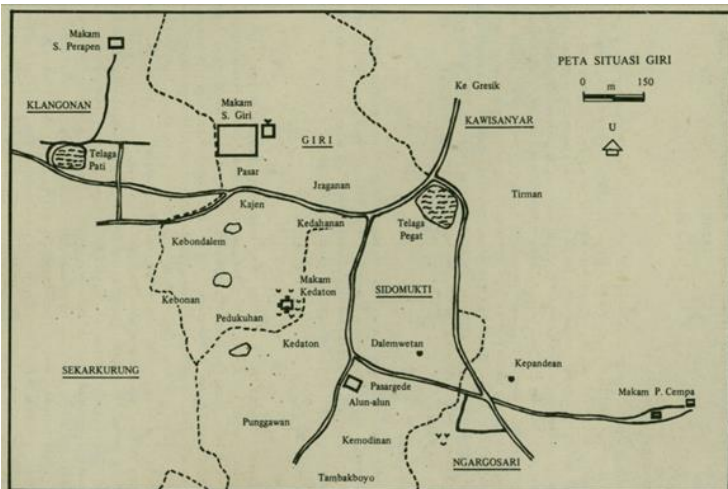 Makam
S. Perapen
KLANGONAN
Telaga
Pati
Makam
S. Giri
GIRI
Pasar
Kajen
Jraganan
Kedahanan
Ke Gresik
KAWISANYAR
PETA SITUASI GIRI
0 m 150
U
Tirman
Telaga
Pegat
Kebondalem
Kebonan
Pedukuhan
Makam
Kedaton
Kedaton
SIDOMUKTI
Dalemwetan
Kepandean
SEKARKURUNG
Pasargede
Alun-alun
Makam P. Cempa
Punggawan
Kemodinan
NGARGOSARI
Tambakboyo